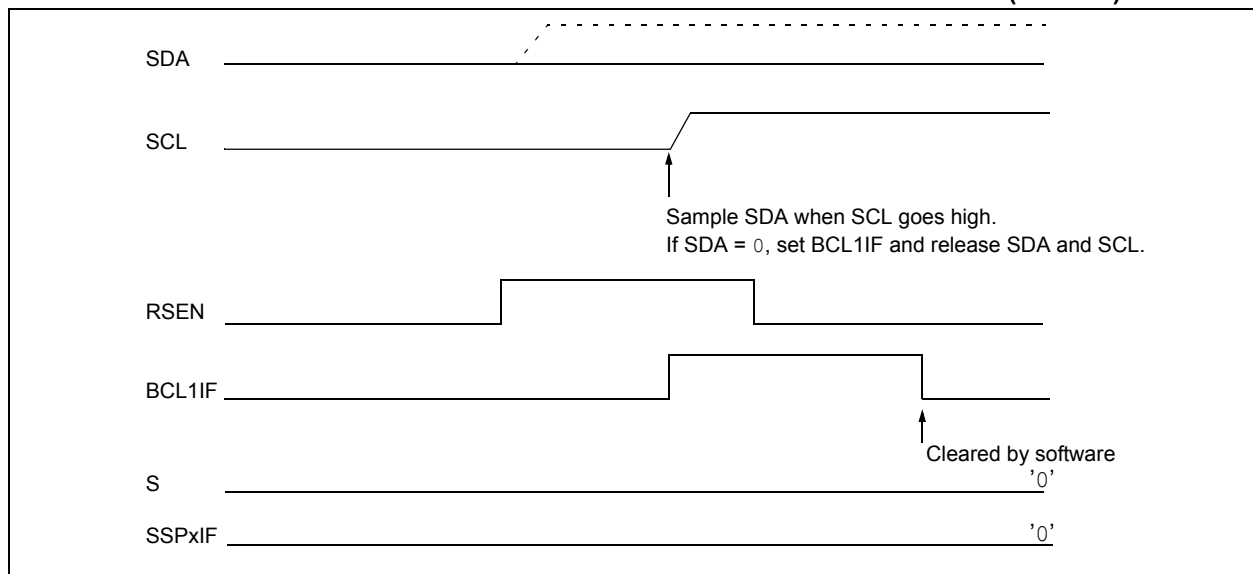 SDA
SCL
Sample SDA when SCL goes high.
If SDA = 0, set BCL1IF and release SDA and SCL.
RSEN
BCL1IF
Cleared by software
S
'0'
SSPxIF
'0'